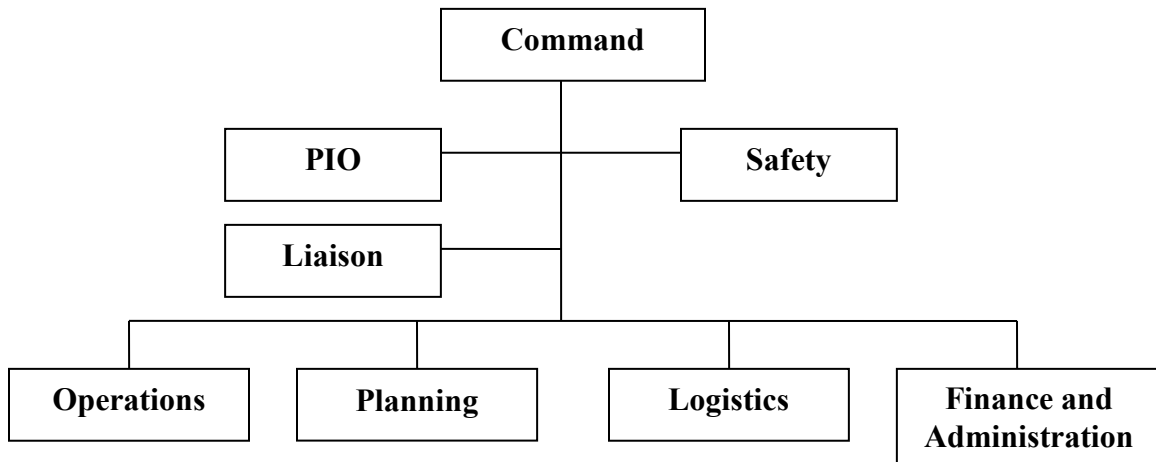 Command
PIO
Safety
Liaison
Operations
Planning
Logistics
Finance and
Administration